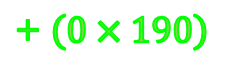 + (0 × 190)